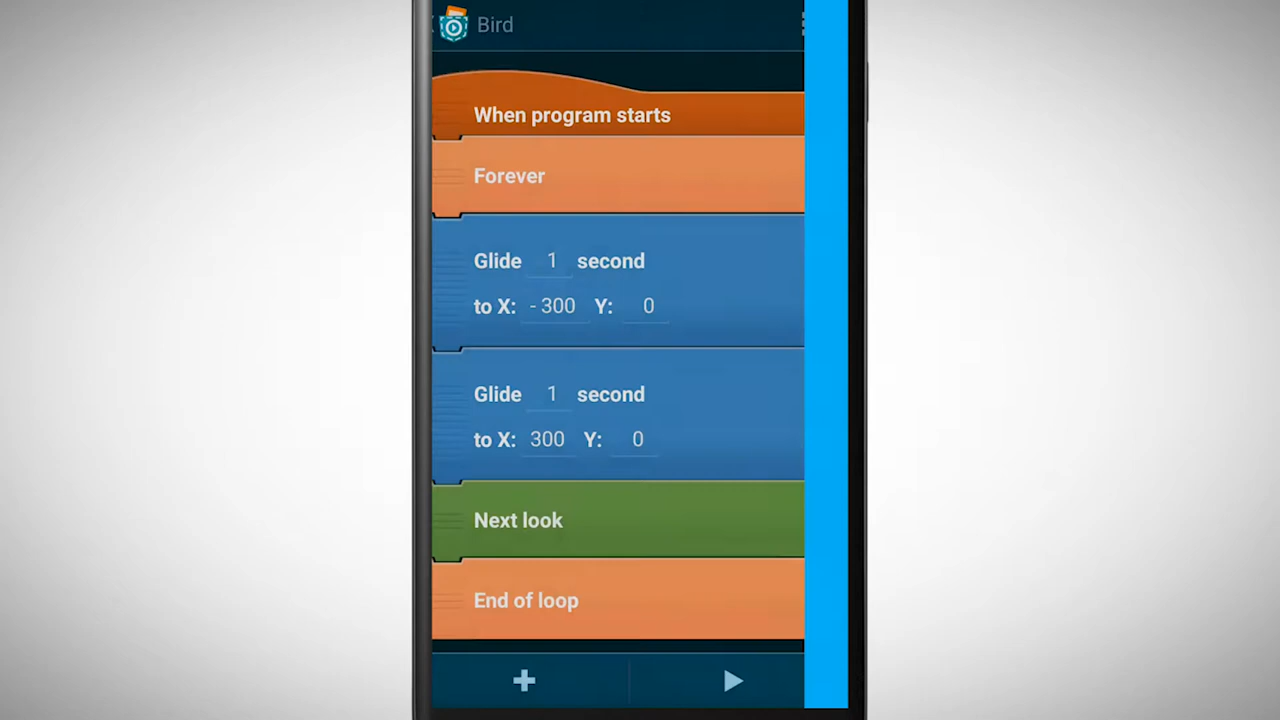 Bird
When program starts
Forever
Glide 1 second
to X: - 300 Y: 0
Glide 1 second
to X: 300 Y: 0
Next look
End of loop